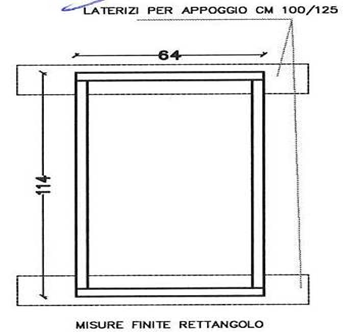 LATERIZI PER APPOGGIO CM 100/125
64
114
MISURE FINITE RETTANGOLO